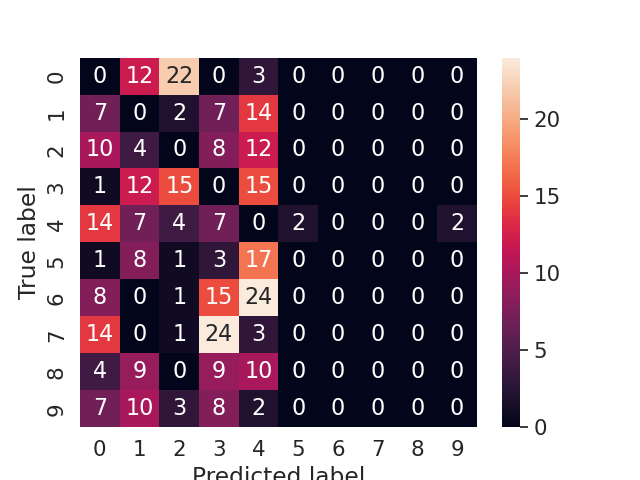 0 0 12 22 0 3 0 0 0 0 0
1 7 0 2 7 14 0 0 0 0 0
2 10 4 0 8 12 0 0 0 0 0
3 1 12 15 0 15 0 0 0 0 0
4 14 7 4 7 0 2 0 0 0 2
5 1 8 1 3 17 0 0 0 0 0
6 8 0 1 15 24 0 0 0 0 0
7 14 0 1 24 3 0 0 0 0 0
8 4 9 0 9 10 0 0 0 0 0
9 7 10 3 8 2 0 0 0 0 0
0 1 2 3 4 5 6 7 8 9
True label
Predicted label
20
15
10
5
0